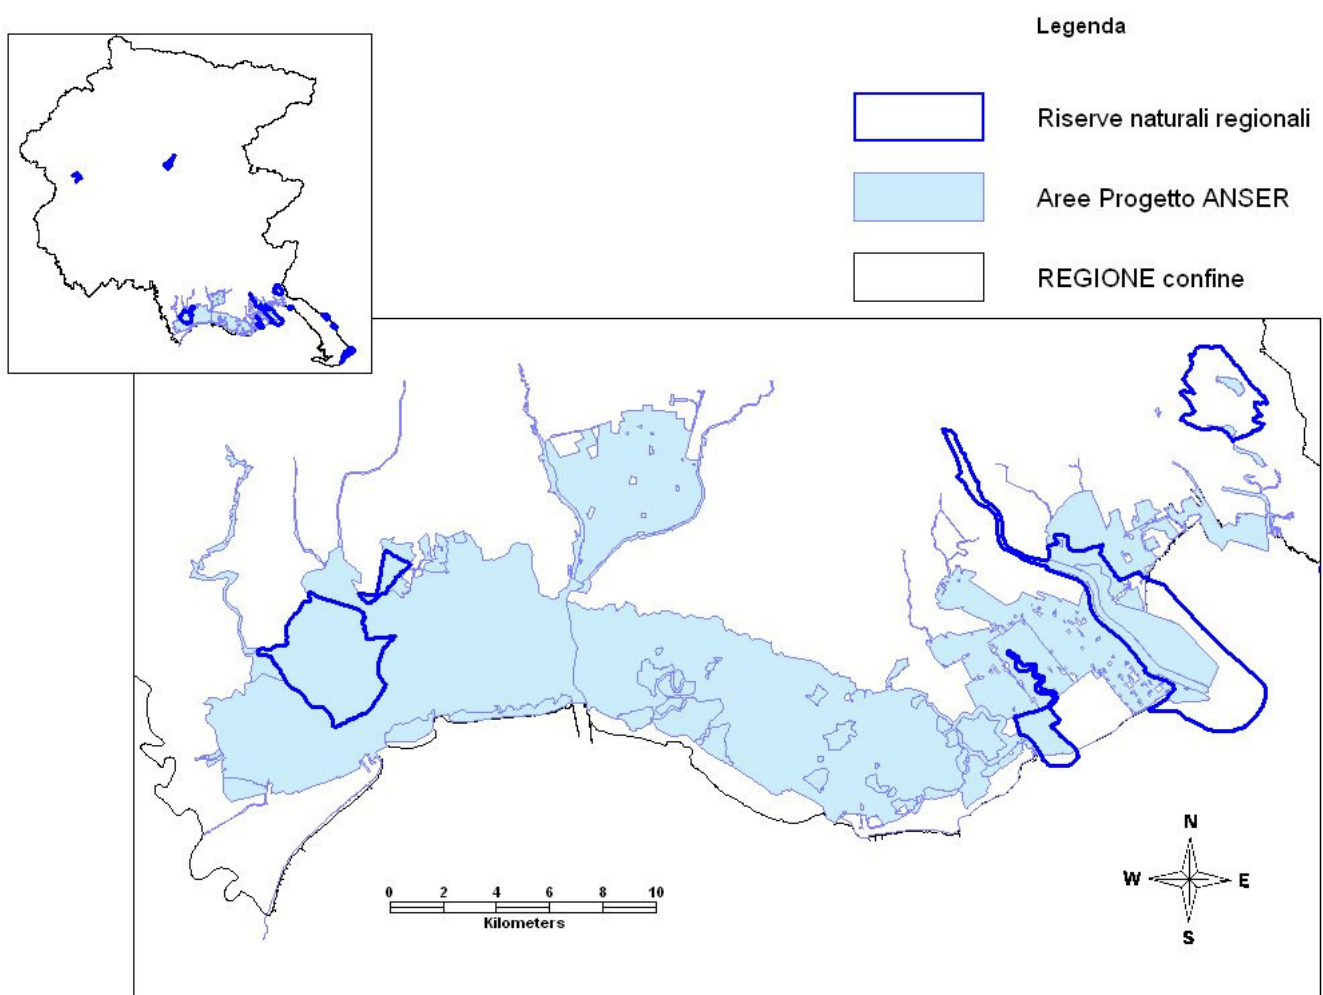 Legenda
Riserve naturali regionali
Aree Progetto ANSER
REGIONE confine
N
W E
S
0 2 4 6 8 10
Kilometers